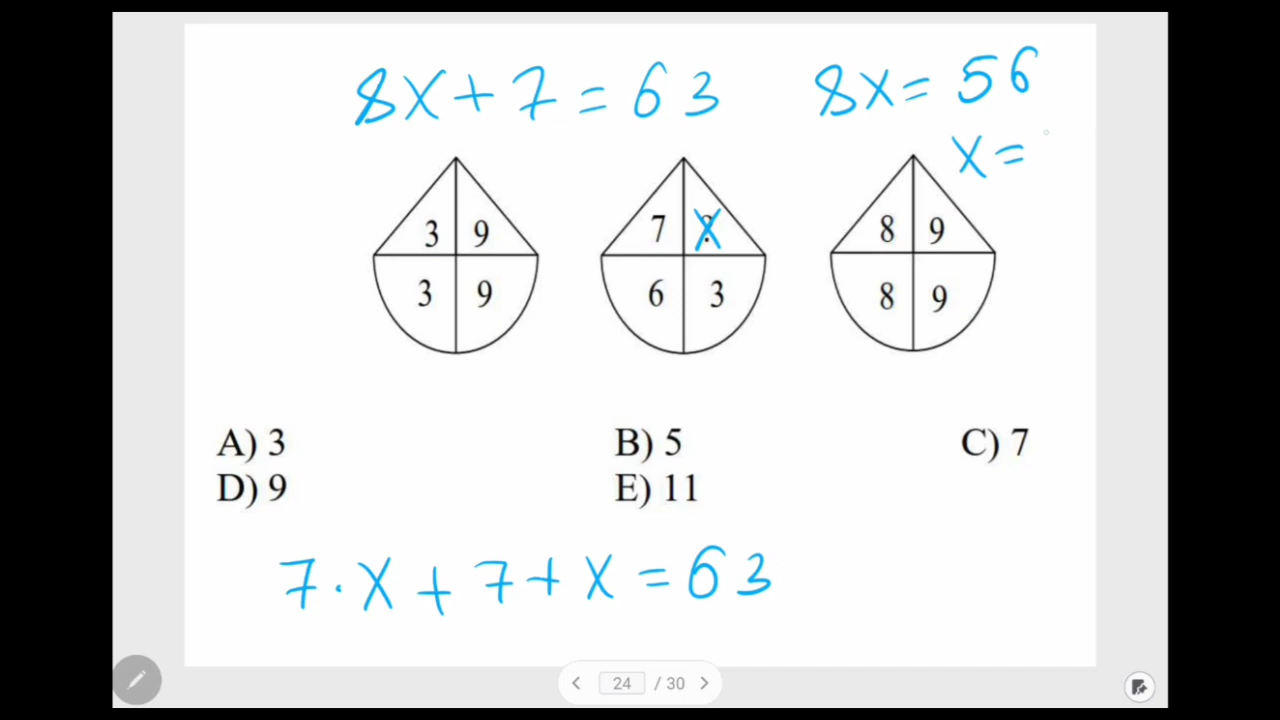 8x+7=63 8x=56
x=
3 9 7 x 8 9
3 9 6 3 8 9
A) 3 B) 5 C) 7
D) 9 E) 11
7·x+7+x=63
24 / 30